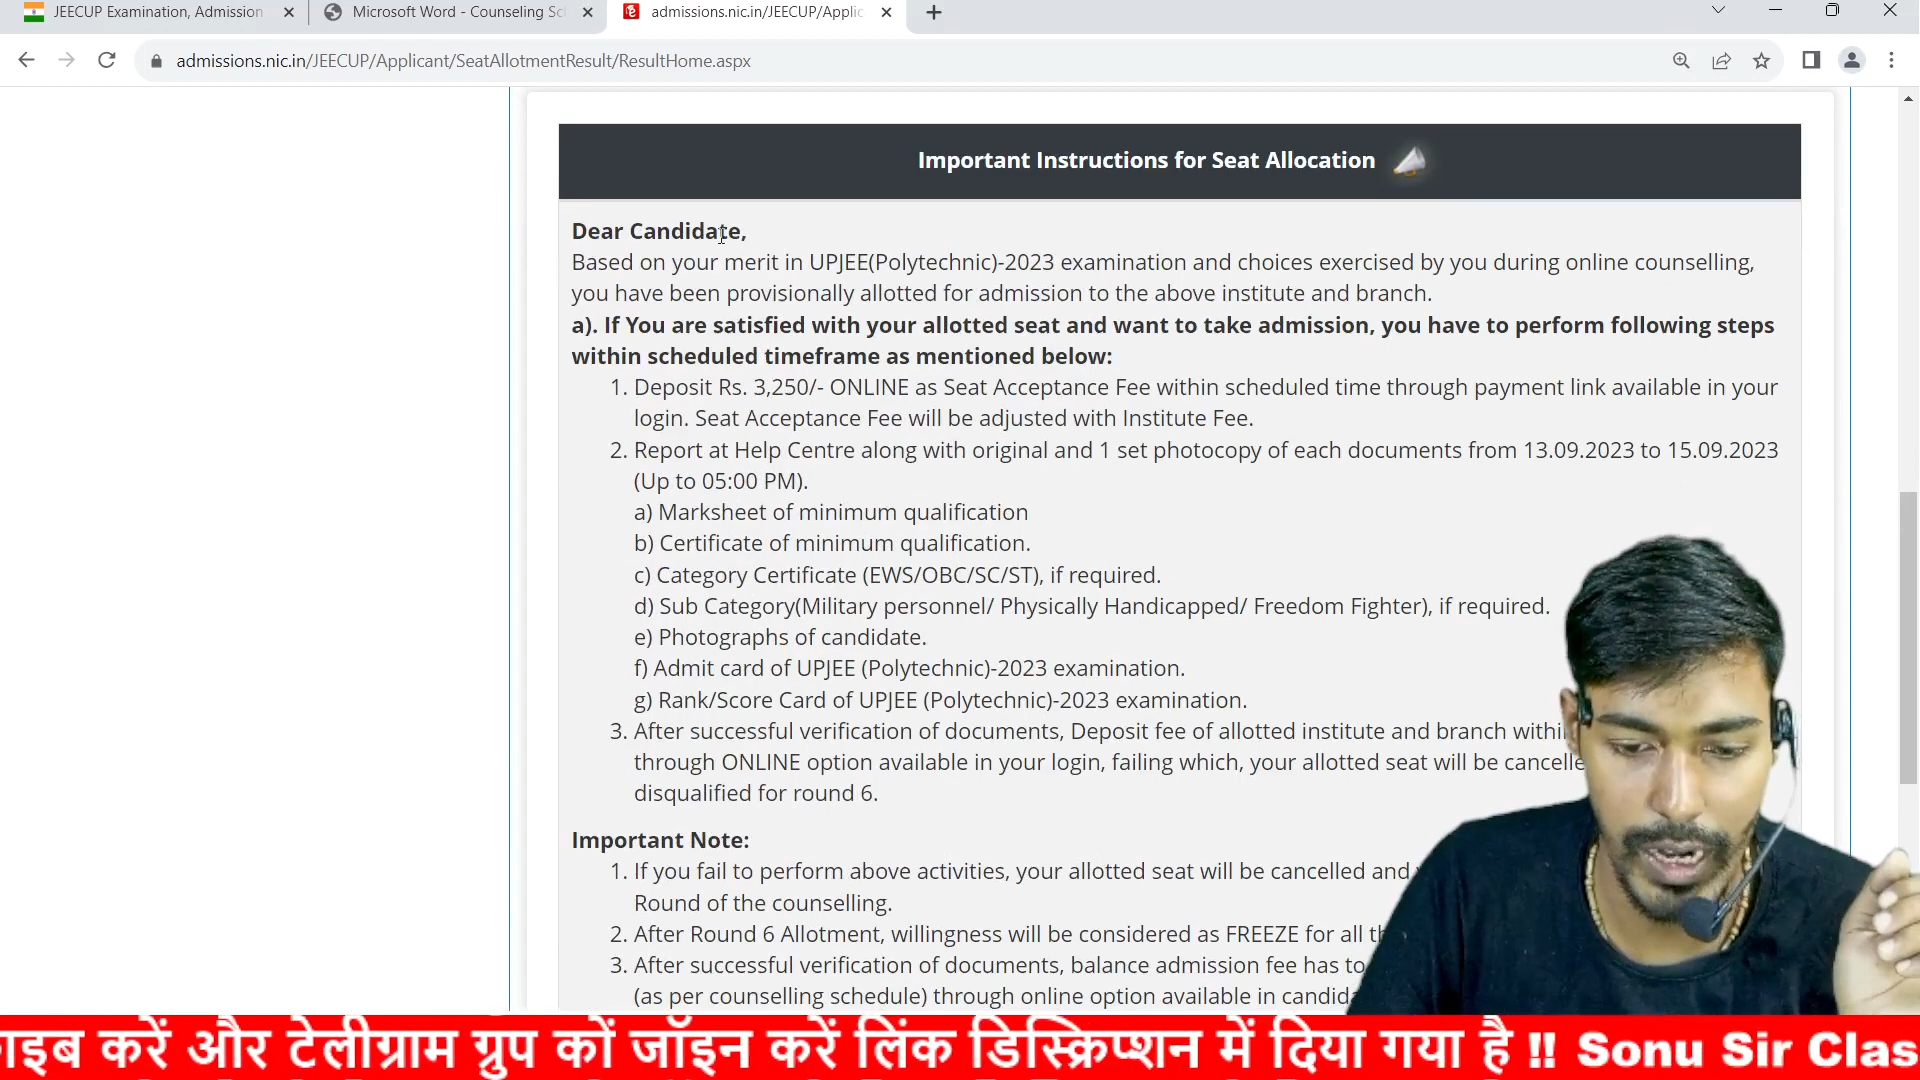 JEECUP Examination, Admission
Microsoft Word - Counseling Sc
admissions.nic.in/JEECUP/Applic
admissions.nic.in/JEECUP/Applicant/SeatAllotmentResult/ResultHome.aspx
Important Instructions for Seat Allocation
Dear Candidate,
Based on your merit in UPJEE(Polytechnic)-2023 examination and choices exercised by you during online counselling,
you have been provisionally allotted for admission to the above institute and branch.
a). If You are satisfied with your allotted seat and want to take admission, you have to perform following steps
within scheduled timeframe as mentioned below:
1. Deposit Rs. 3,250/- ONLINE as Seat Acceptance Fee within scheduled time through payment link available in your
login. Seat Acceptance Fee will be adjusted with Institute Fee.
2. Report at Help Centre along with original and 1 set photocopy of each documents from 13.09.2023 to 15.09.2023
(Up to 05:00 PM).
a) Marksheet of minimum qualification
b) Certificate of minimum qualification.
c) Category Certificate (EWS/OBC/SC/ST), if required.
d) Sub Category(Military personnel/ Physically Handicapped/ Freedom Fighter), if required.
e) Photographs of candidate.
f) Admit card of UPJEE (Polytechnic)-2023 examination.
g) Rank/Score Card of UPJEE (Polytechnic)-2023 examination.
3. After successful verification of documents, Deposit fee of allotted institute and branch withi
through ONLINE option available in your login, failing which, your allotted seat will be cancelle
disqualified for round 6.
Important Note:
1. If you fail to perform above activities, your allotted seat will be cancelled and
Round of the counselling.
2. After Round 6 Allotment, willingness will be considered as FREEZE for all
3. After successful verification of documents, balance admission fee has to
(as per counselling schedule) through online option available in
करें और टेलीग्राम ग्रुप कों जॉइन करें लिंक डिस्क्रिप्शन में दिया गया है !! Sonu Sir Clas